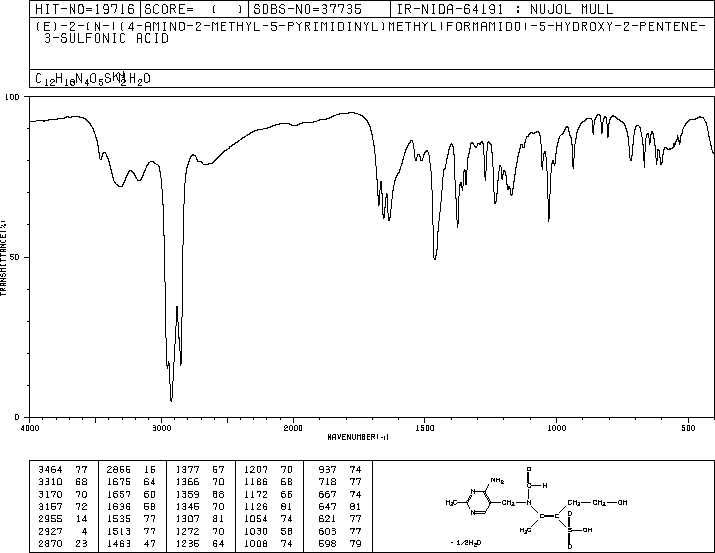 HIT-NO=19716 SCORE= ( ) SDBS-NO=37735 IR-NIDA-64191 : NUJOL MULL
(E)-2-(N-((4-AMINO-2-METHYL-5-PYRIMIDINYL)METHYL)FORMAMIDO)-5-HYDROXY-2-PENTENE-
3-SULFONIC ACID
TRANSMITTANCE(%)
100
50
0
4000 3000 2000 1500 1000 500
WAVENUMBER(-1)
3464 77 2866 16 1377 57 1207 70 937 74
3310 68 1675 64 1366 70 1186 68 718 77
3170 70 1657 60 1359 68 1172 66 667 74
3157 72 1636 58 1345 70 1126 81 647 81
2955 14 1535 77 1307 81 1054 74 621 77
2927 4 1513 77 1272 70 1030 58 603 77
2870 23 1463 47 1235 64 1008 74 598 79
O
C—H
NH₂
N
CH₂—N
H₃C
N
CH₂—CH₂—OH
C=C
H₃C
O
S—OH
O
- 1/2H₂O